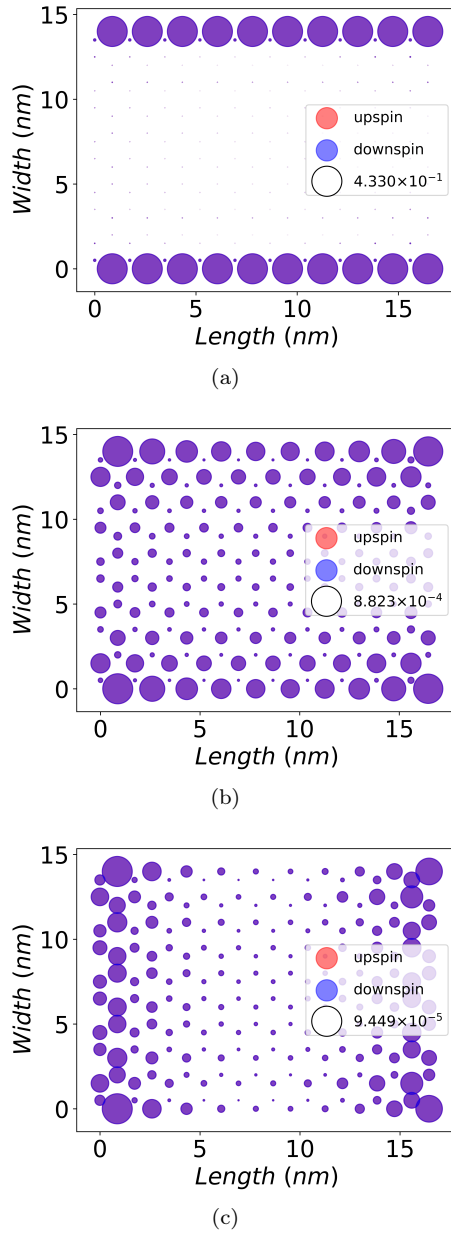 15
10
5
0
Width (nm)
upspin
downspin
4.330×10⁻¹
0 5 10 15
Length (nm)
(a)
15
10
5
0
Width (nm)
upspin
downspin
8.823×10⁻⁴
0 5 10 15
Length (nm)
(b)
15
10
5
0
Width (nm)
upspin
downspin
9.449×10⁻⁵
0 5 10 15
Length (nm)
(c)